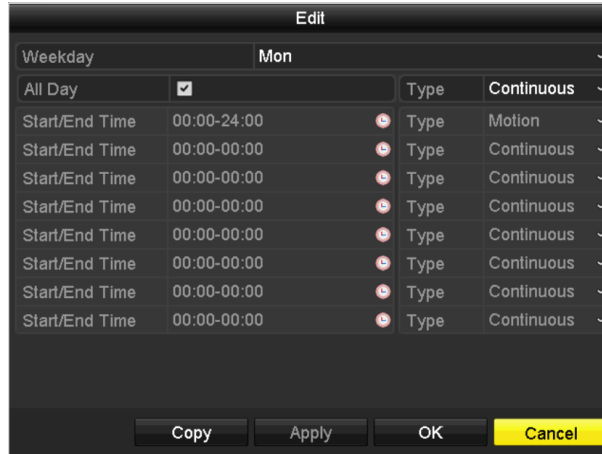 Edit
Weekday Mon
All Day Type Continuous
Start/End Time 00:00-24:00 Type Motion
Start/End Time 00:00-00:00 Type Continuous
Start/End Time 00:00-00:00 Type Continuous
Start/End Time 00:00-00:00 Type Continuous
Start/End Time 00:00-00:00 Type Continuous
Start/End Time 00:00-00:00 Type Continuous
Start/End Time 00:00-00:00 Type Continuous
Start/End Time 00:00-00:00 Type Continuous
Copy Apply OK Cancel